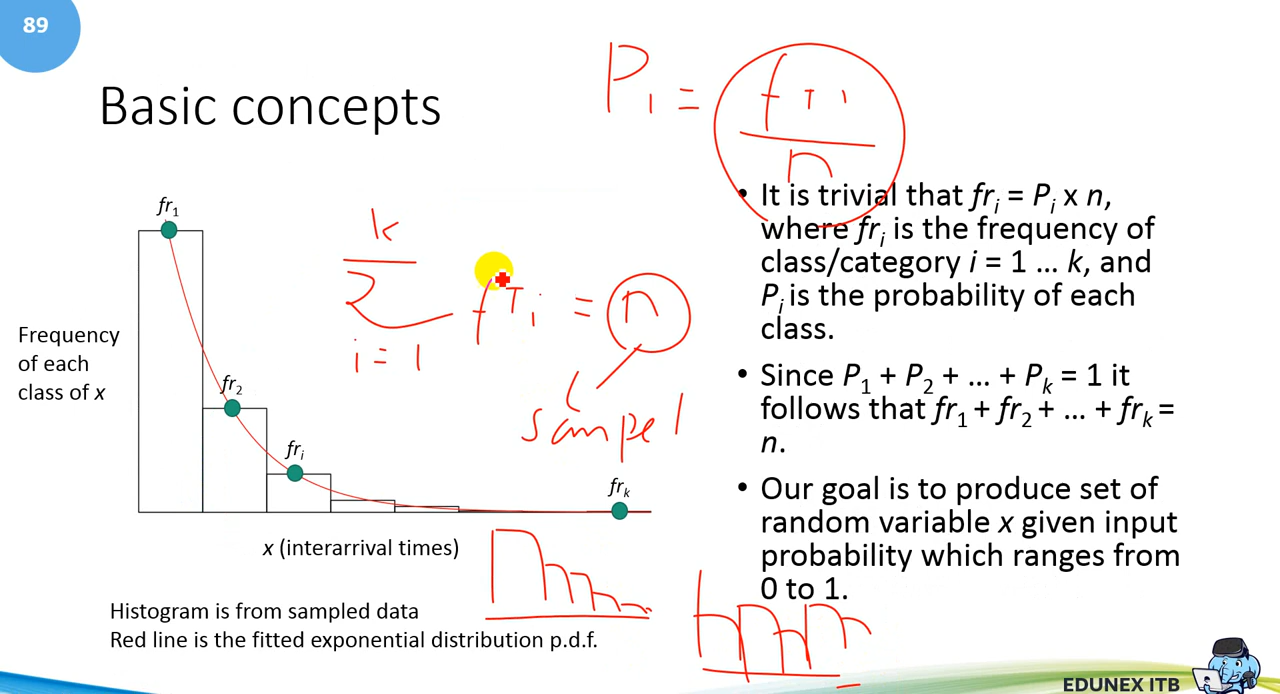 89
Basic concepts
P₁ = fr₁ / n
fr₁
k
Σ frᵢ = n
i = 1
sampel
Frequency
of each
class of x
fr₂
frᵢ
frₖ
x (interarrival times)
Histogram is from sampled data
Red line is the fitted exponential distribution p.d.f.
• It is trivial that frᵢ = Pᵢ x n,
where frᵢ is the frequency of
class/category i = 1 … k, and
Pᵢ is the probability of each
class.
• Since P₁ + P₂ + … + Pₖ = 1 it
follows that fr₁ + fr₂ + … + frₖ =
n.
• Our goal is to produce set of
random variable x given input
probability which ranges from
0 to 1.
EDUNEX ITB